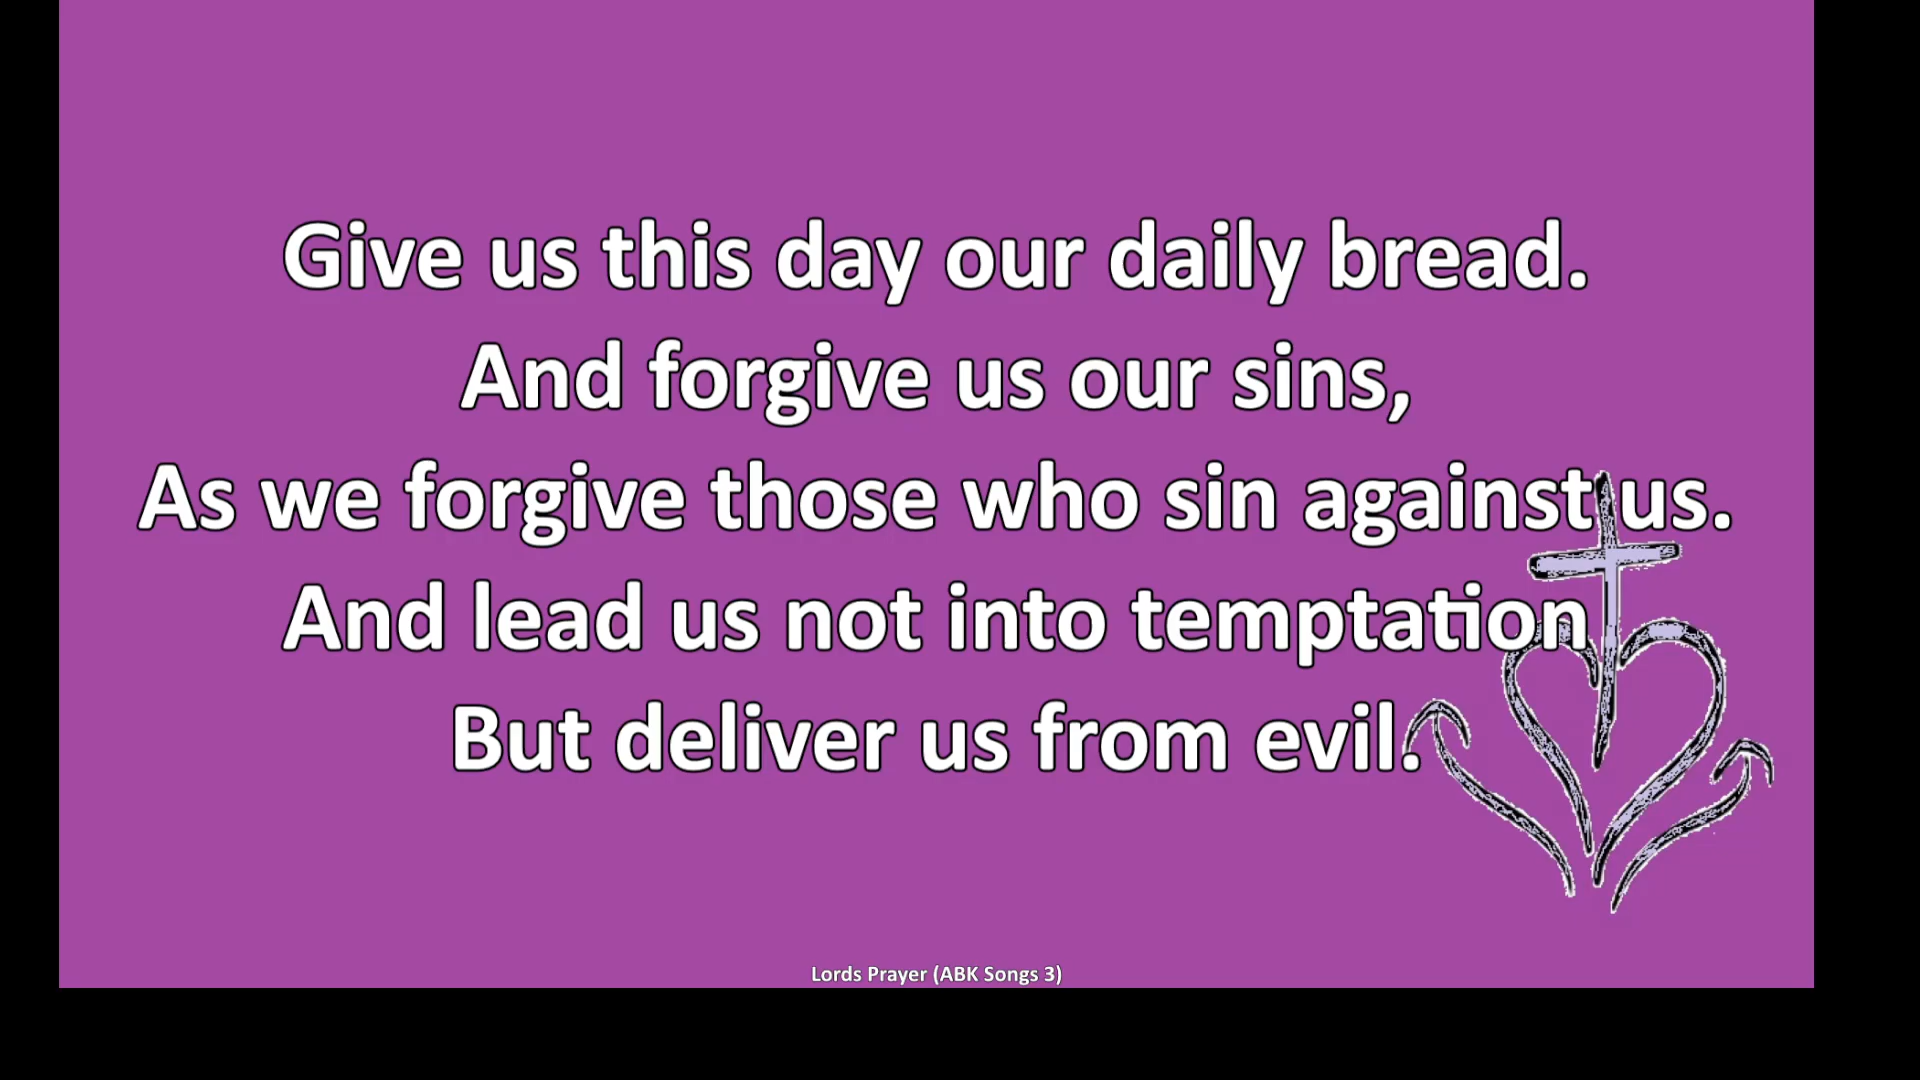 Give us this day our daily bread.
And forgive us our sins,
As we forgive those who sin against us.
And lead us not into temptation
But deliver us from evil.
Lords Prayer (ABK Songs 3)